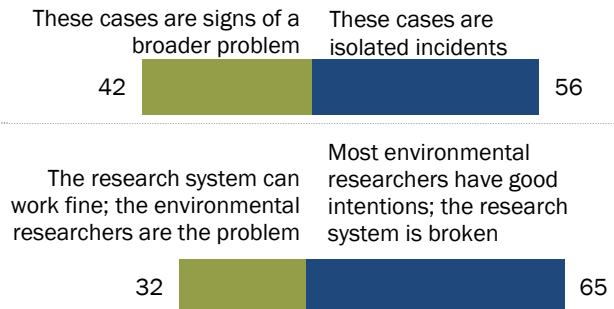 These cases are signs of a
broader problem
These cases are
isolated incidents
42
56
The research system can
work fine; the environmental
researchers are the problem
Most environmental
researchers have good
intentions; the research
system is broken
32
65